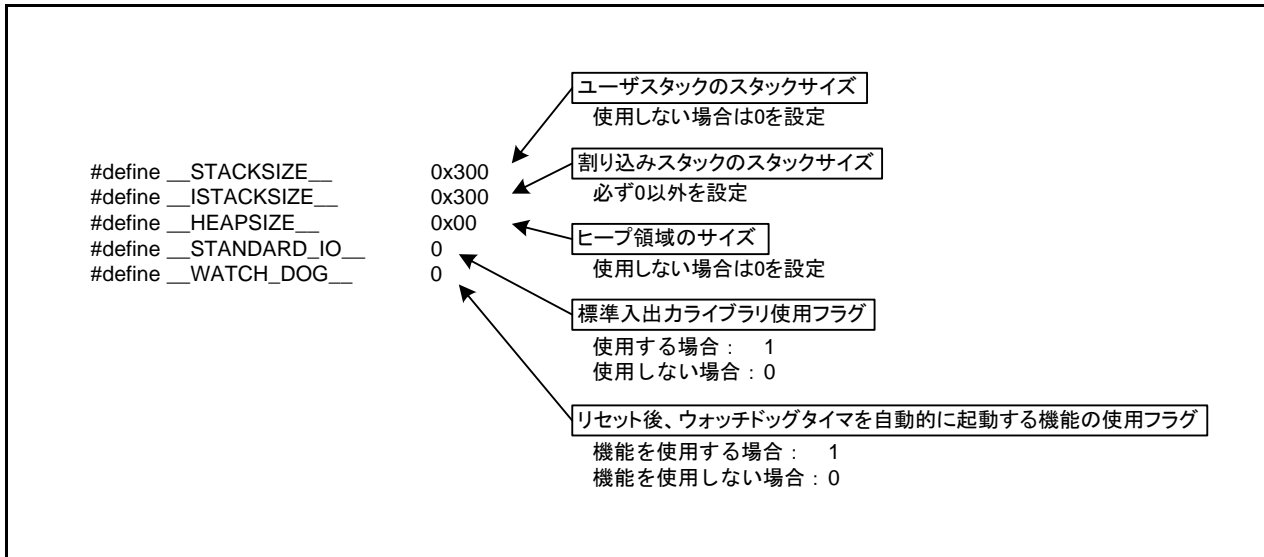 ユーザスタックのスタックサイズ
使用しない場合は0を設定
#define __STACKSIZE__ 0x300
割り込みスタックのスタックサイズ
#define __ISTACKSIZE__ 0x300
必ず0以外を設定
#define __HEAPSIZE__ 0x00
ヒープ領域のサイズ
#define __STANDARD_IO__ 0
使用しない場合は0を設定
#define __WATCH_DOG__ 0
標準入出力ライブラリ使用フラグ
使用する場合： 1
使用しない場合：0
リセット後、ウォッチドッグタイマを自動的に起動する機能の使用フラグ
機能を使用する場合： 1
機能を使用しない場合：0